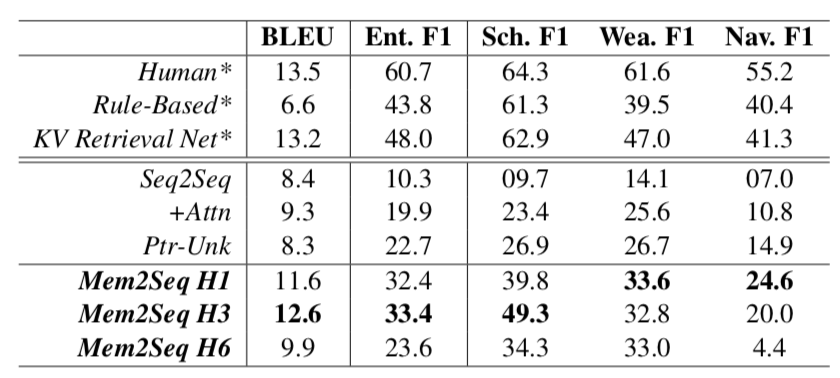 BLEU Ent. F1 Sch. F1 Wea. F1 Nav. F1
Human* 13.5 60.7 64.3 61.6 55.2
Rule-Based* 6.6 43.8 61.3 39.5 40.4
KV Retrieval Net* 13.2 48.0 62.9 47.0 41.3
Seq2Seq 8.4 10.3 09.7 14.1 07.0
+Attn 9.3 19.9 23.4 25.6 10.8
Ptr-Unk 8.3 22.7 26.9 26.7 14.9
Mem2Seq H1 11.6 32.4 39.8 33.6 24.6
Mem2Seq H3 12.6 33.4 49.3 32.8 20.0
Mem2Seq H6 9.9 23.6 34.3 33.0 4.4